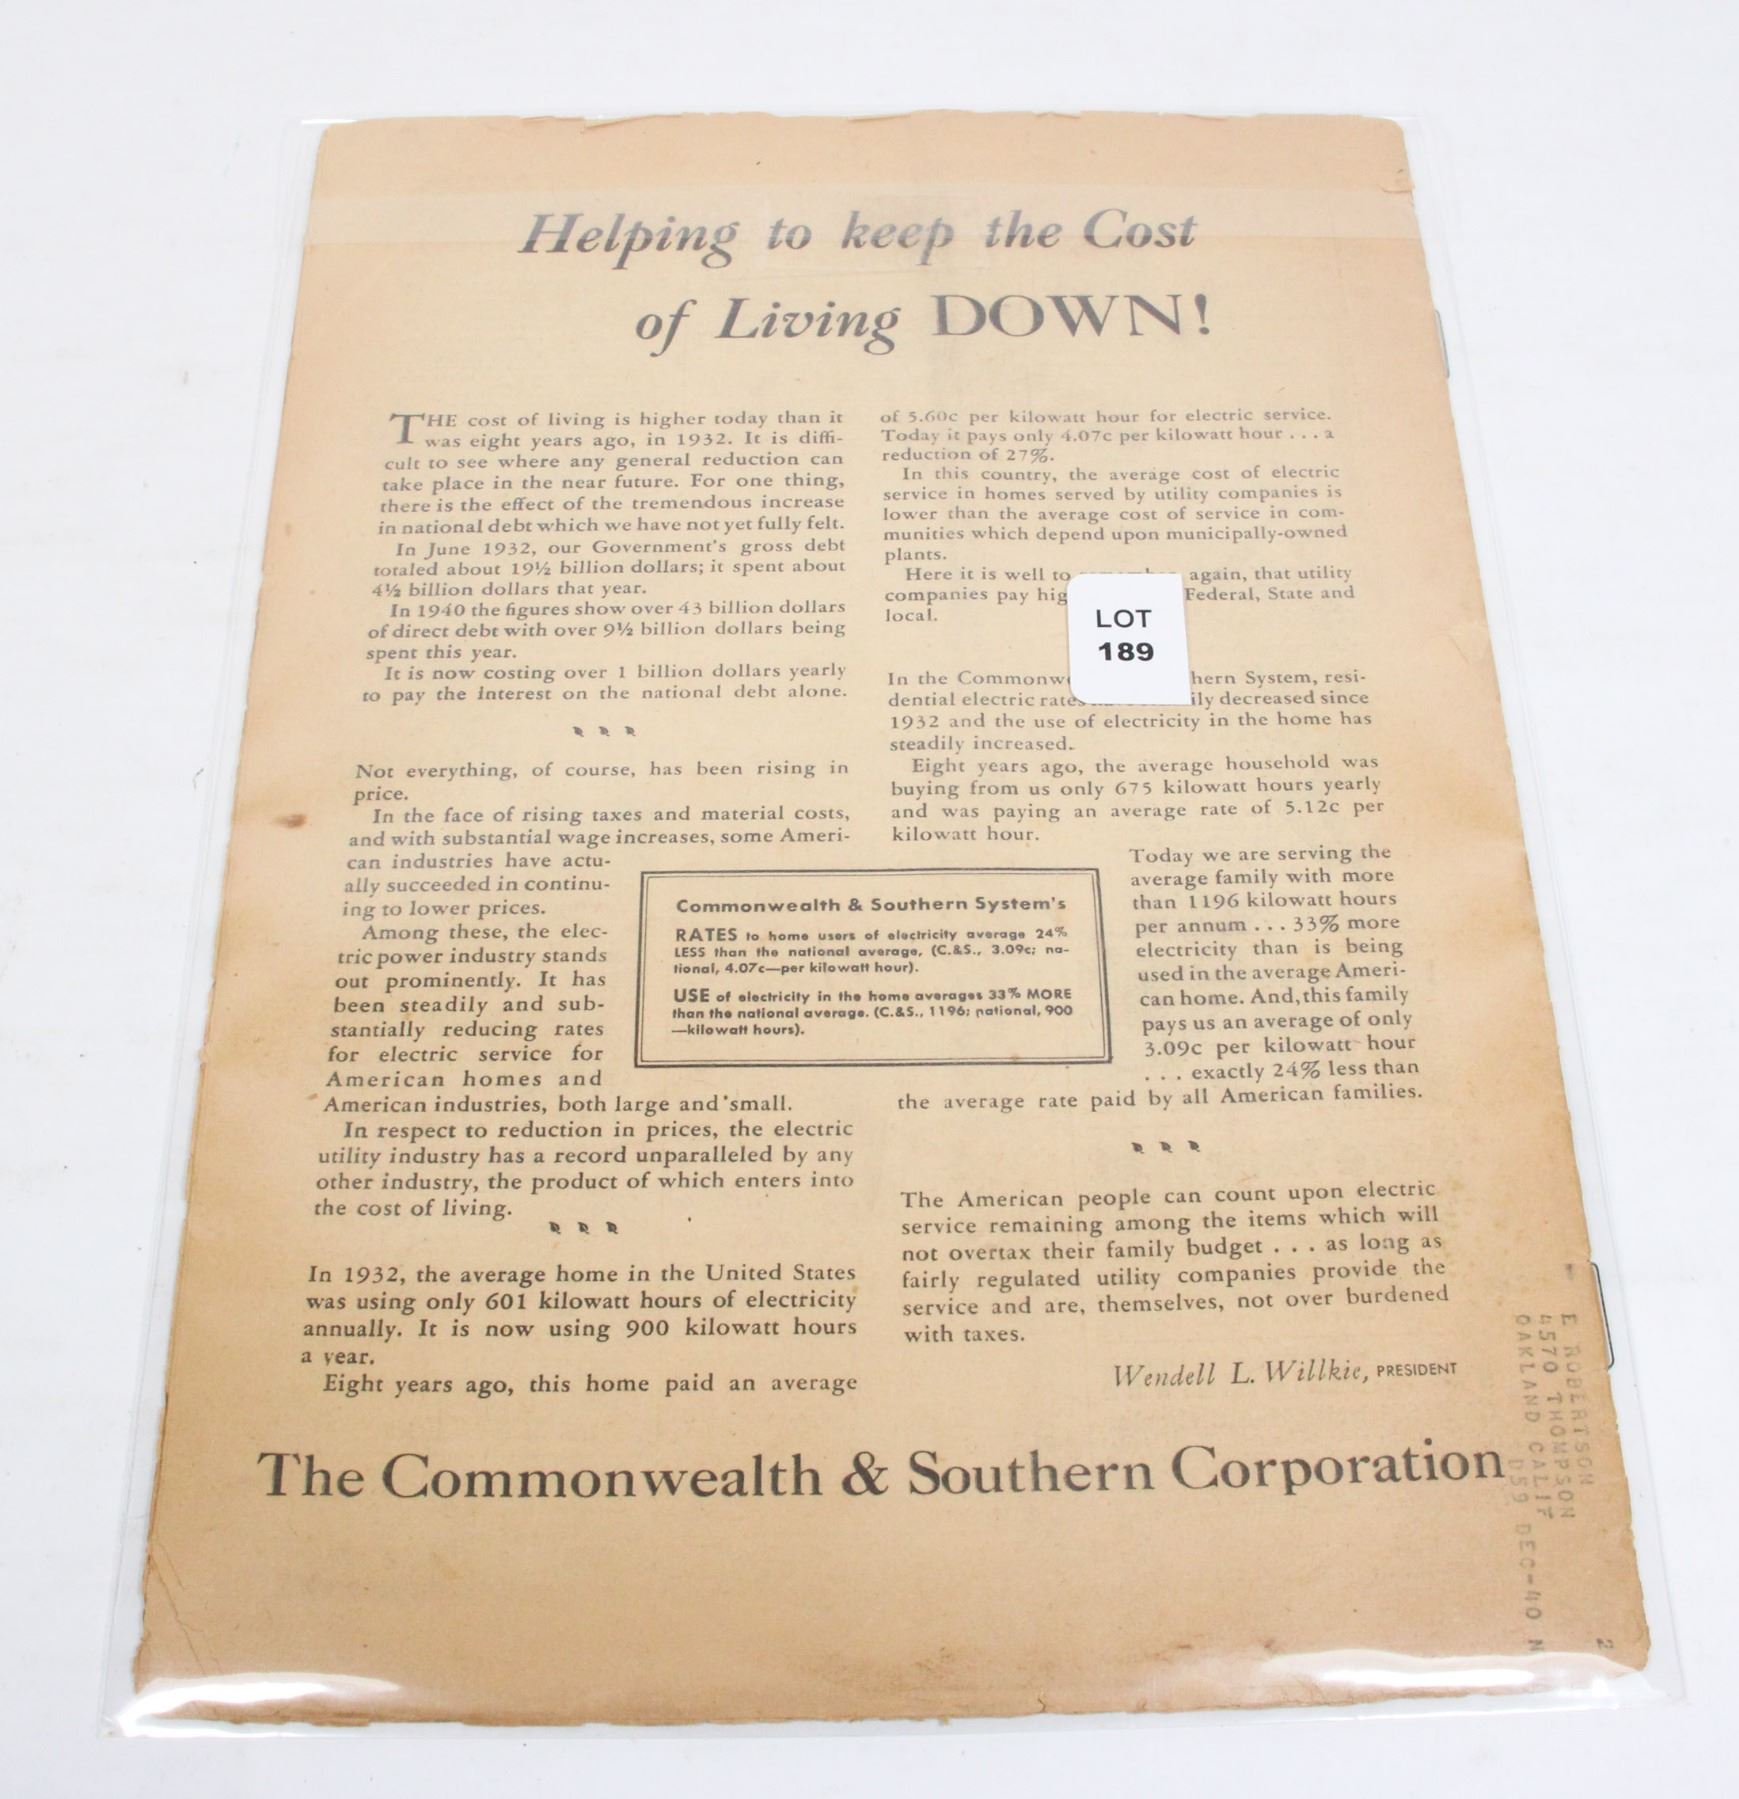 Helping to keep the Cost
of Living DOWN!
THE cost of living is higher today than it
was eight years ago, in 1932. It is diffi-
cult to see where any general reduction can
take place in the near future. For one thing,
there is the effect of the tremendous increase
in national debt which we have not yet fully felt.
In June 1932, our Government's gross debt
totaled about 19½ billion dollars; it spent about
4½ billion dollars that year.
In 1940 the figures show over 43 billion dollars
of direct debt with over 9½ billion dollars being
spent this year.
It is now costing over 1 billion dollars yearly
to pay the interest on the national debt alone.
Not everything, of course, has been rising in
price.
In the face of rising taxes and material costs,
and with substantial wage increases, some Ameri-
can industries have actu-
ally succeeded in continu-
ing to lower prices.
Among these, the elec-
tric power industry stands
out prominently. It has
been steadily and sub-
stantially reducing rates
for electric service for
American homes and
American industries, both large and small.
In respect to reduction in prices, the electric
utility industry has a record unparalleled by any
other industry, the product of which enters into
the cost of living.
In 1932, the average home in the United States
was using only 601 kilowatt hours of electricity
annually. It is now using 900 kilowatt hours
a year.
Eight years ago, this home paid an average
of 5.60c per kilowatt hour for electric service.
Today it pays only 4.07c per kilowatt hour . . . a
reduction of 27%.
In this country, the average cost of electric
service in homes served by utility companies is
lower than the average cost of service in com-
munities which depend upon municipally-owned
plants.
Here it is well to again, that utility
companies pay Federal, State and
local.
LOT
189
In the hern System, resi-
dential electric decreased since
1932 and the use of electricity in the home has
steadily increased.
Eight years ago, the average household was
buying from us only 675 kilowatt hours yearly
and was paying an average rate of 5.12c per
kilowatt hour.
Today we are serving the
average family with more
than 1196 kilowatt hours
per annum . . . 33% more
electricity than is being
used in the average Ameri-
can home. And, this family
pays us an average of only
3.09c per kilowatt hour
. . . exactly 24% less than
the average rate paid by all American families.
Commonwealth & Southern System's
RATES to home users of electricity average 24%
LESS than the national average, (C.&S., 3.09c; na-
tional, 4.07c—per kilowatt hour).
USE of electricity in the home averages 33% MORE
than the national average. (C.&S., 1196; national, 900
—kilowatt hours).
The American people can count upon electric
service remaining among the items which will
not overtax their family budget . . . as long as
fairly regulated utility companies provide the
service and are, themselves, not over burdened
with taxes.
Wendell L. Willkie, PRESIDENT
The Commonwealth & Southern Corporation
E ROBERTSON
4570 THOMPSON
OAKLAND CALIF
D59 DEC-40 N
2